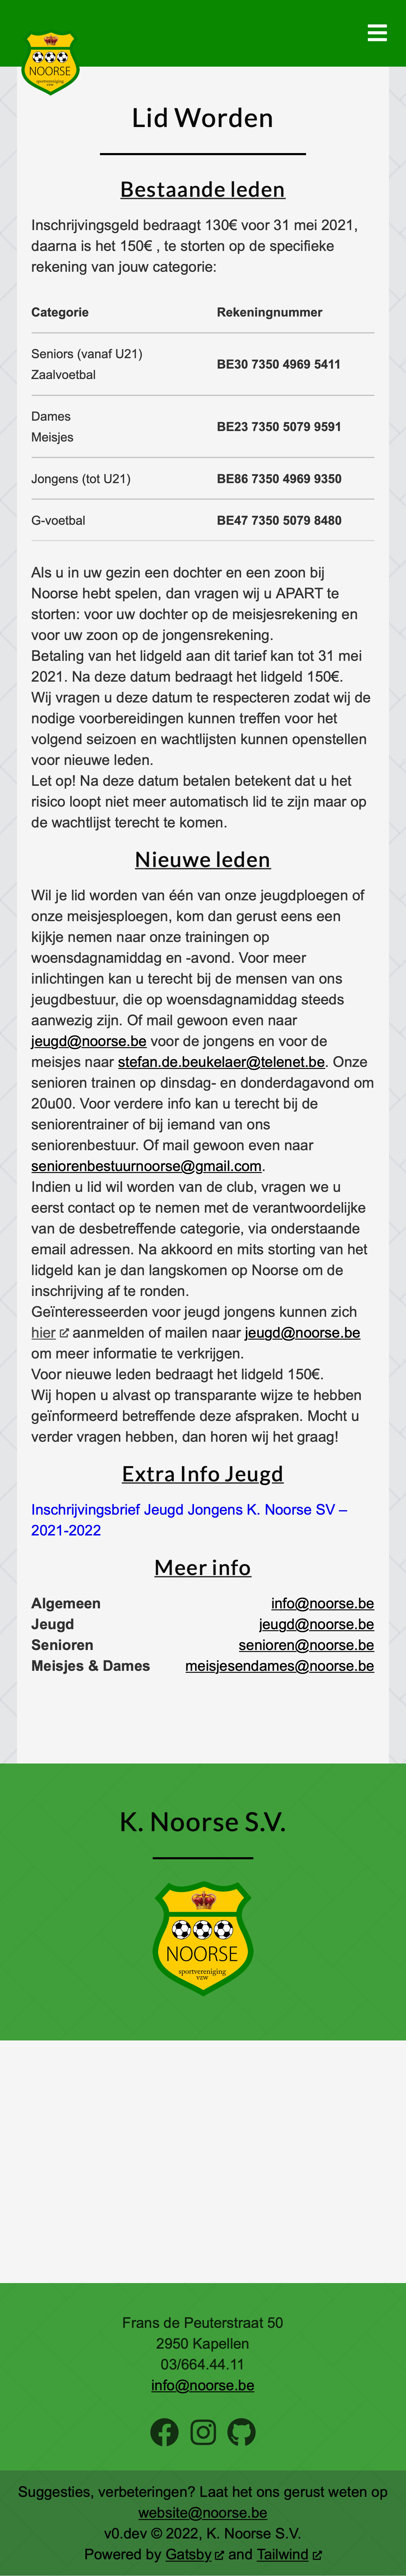 NOORSE
sportvereniging
vzw
Lid Worden
Bestaande leden
Inschrijvingsgeld bedraagt 130€ voor 31 mei 2021,
daarna is het 150€ , te storten op de specifieke
rekening van jouw categorie:
Categorie Rekeningnummer
Seniors (vanaf U21)
Zaalvoetbal
BE30 7350 4969 5411
Dames
Meisjes
BE23 7350 5079 9591
Jongens (tot U21) BE86 7350 4969 9350
G-voetbal BE47 7350 5079 8480
Als u in uw gezin een dochter en een zoon bij
Noorse hebt spelen, dan vragen wij u APART te
storten: voor uw dochter op de meisjesrekening en
voor uw zoon op de jongensrekening.
Betaling van het lidgeld aan dit tarief kan tot 31 mei
2021. Na deze datum bedraagt het lidgeld 150€.
Wij vragen u deze datum te respecteren zodat wij de
nodige voorbereidingen kunnen treffen voor het
volgend seizoen en wachtlijsten kunnen openstellen
voor nieuwe leden.
Let op! Na deze datum betalen betekent dat u het
risico loopt niet meer automatisch lid te zijn maar op
de wachtlijst terecht te komen.
Nieuwe leden
Wil je lid worden van één van onze jeugdploegen of
onze meisjesploegen, kom dan gerust eens een
kijkje nemen naar onze trainingen op
woensdagnamiddag en -avond. Voor meer
inlichtingen kan u terecht bij de mensen van ons
jeugdbestuur, die op woensdagnamiddag steeds
aanwezig zijn. Of mail gewoon even naar
jeugd@noorse.be voor de jongens en voor de
meisjes naar stefan.de.beukelaer@telenet.be. Onze
senioren trainen op dinsdag- en donderdagavond om
20u00. Voor verdere info kan u terecht bij de
seniorentrainer of bij iemand van ons
seniorenbestuur. Of mail gewoon even naar
seniorenbestuurnoorse@gmail.com.
Indien u lid wil worden van de club, vragen we u
eerst contact op te nemen met de verantwoordelijke
van de desbetreffende categorie, via onderstaande
email adressen. Na akkoord en mits storting van het
lidgeld kan je dan langskomen op Noorse om de
inschrijving af te ronden.
Geïnteresseerden voor jeugd jongens kunnen zich
hier aanmelden of mailen naar jeugd@noorse.be
om meer informatie te verkrijgen.
Voor nieuwe leden bedraagt het lidgeld 150€.
Wij hopen u alvast op transparante wijze te hebben
geïnformeerd betreffende deze afspraken. Mocht u
verder vragen hebben, dan horen wij het graag!
Extra Info Jeugd
Inschrijvingsbrief Jeugd Jongens K. Noorse SV –
2021-2022
Meer info
Algemeen info@noorse.be
Jeugd jeugd@noorse.be
Senioren senioren@noorse.be
Meisjes & Dames meisjesendames@noorse.be
K. Noorse S.V.
NOORSE
sportvereniging
vzw
Frans de Peuterstraat 50
2950 Kapellen
03/664.44.11
info@noorse.be
Suggesties, verbeteringen? Laat het ons gerust weten op
website@noorse.be
v0.dev © 2022, K. Noorse S.V.
Powered by Gatsby and Tailwind